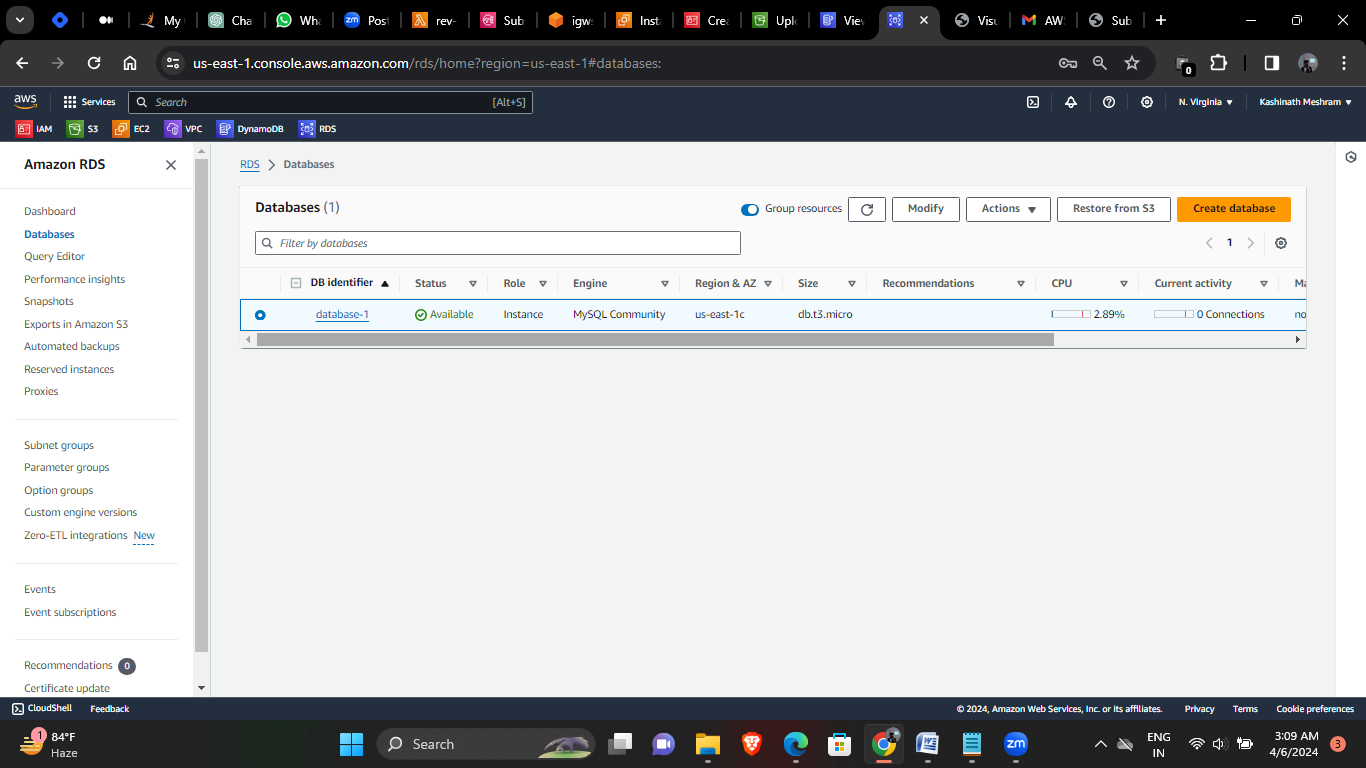 My
Cha
Wha
Post
rev-
Sub
igw
Insta
Crea
Uplo
View
Visu
AWS
Sub
us-east-1.console.aws.amazon.com/rds/home?region=us-east-1#databases:
0
aws
Services
Search
[Alt+S]
N. Virginia
Kashinath Meshram
IAM
S3
EC2
VPC
DynamoDB
RDS
Amazon RDS
Dashboard
Databases
Query Editor
Performance insights
Snapshots
Exports in Amazon S3
Automated backups
Reserved instances
Proxies
Subnet groups
Parameter groups
Option groups
Custom engine versions
Zero-ETL integrations New
Events
Event subscriptions
Recommendations 0
Certificate update
RDS > Databases
Databases (1)
Group resources
Modify
Actions
Restore from S3
Create database
Filter by databases
1
DB identifier Status Role Engine Region & AZ Size Recommendations CPU Current activity Ma
database-1 Available Instance MySQL Community us-east-1c db.t3.micro 2.89% 0 Connections no
CloudShell Feedback
© 2024, Amazon Web Services, Inc. or its affiliates. Privacy Terms Cookie preferences
1
84°F
Haze
Search
zm
ENG
IN
3:09 AM
4/6/2024
3